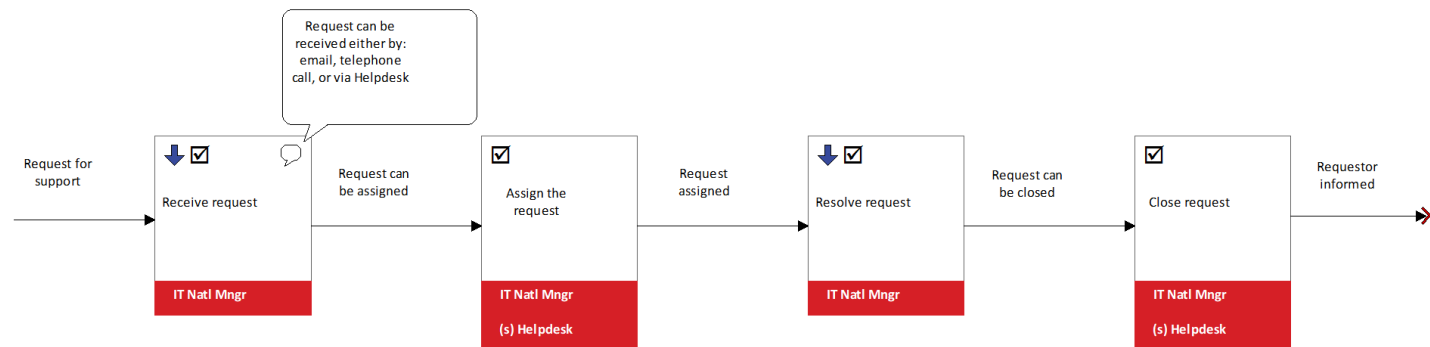 Request can be
received either by:
email, telephone
call, or via Helpdesk
Request for
support
Receive request
IT Natl Mngr
Request can
be assigned
Assign the
request
IT Natl Mngr
(s) Helpdesk
Request
assigned
Resolve request
IT Natl Mngr
Request can
be closed
Close request
IT Natl Mngr
(s) Helpdesk
Requestor
informed